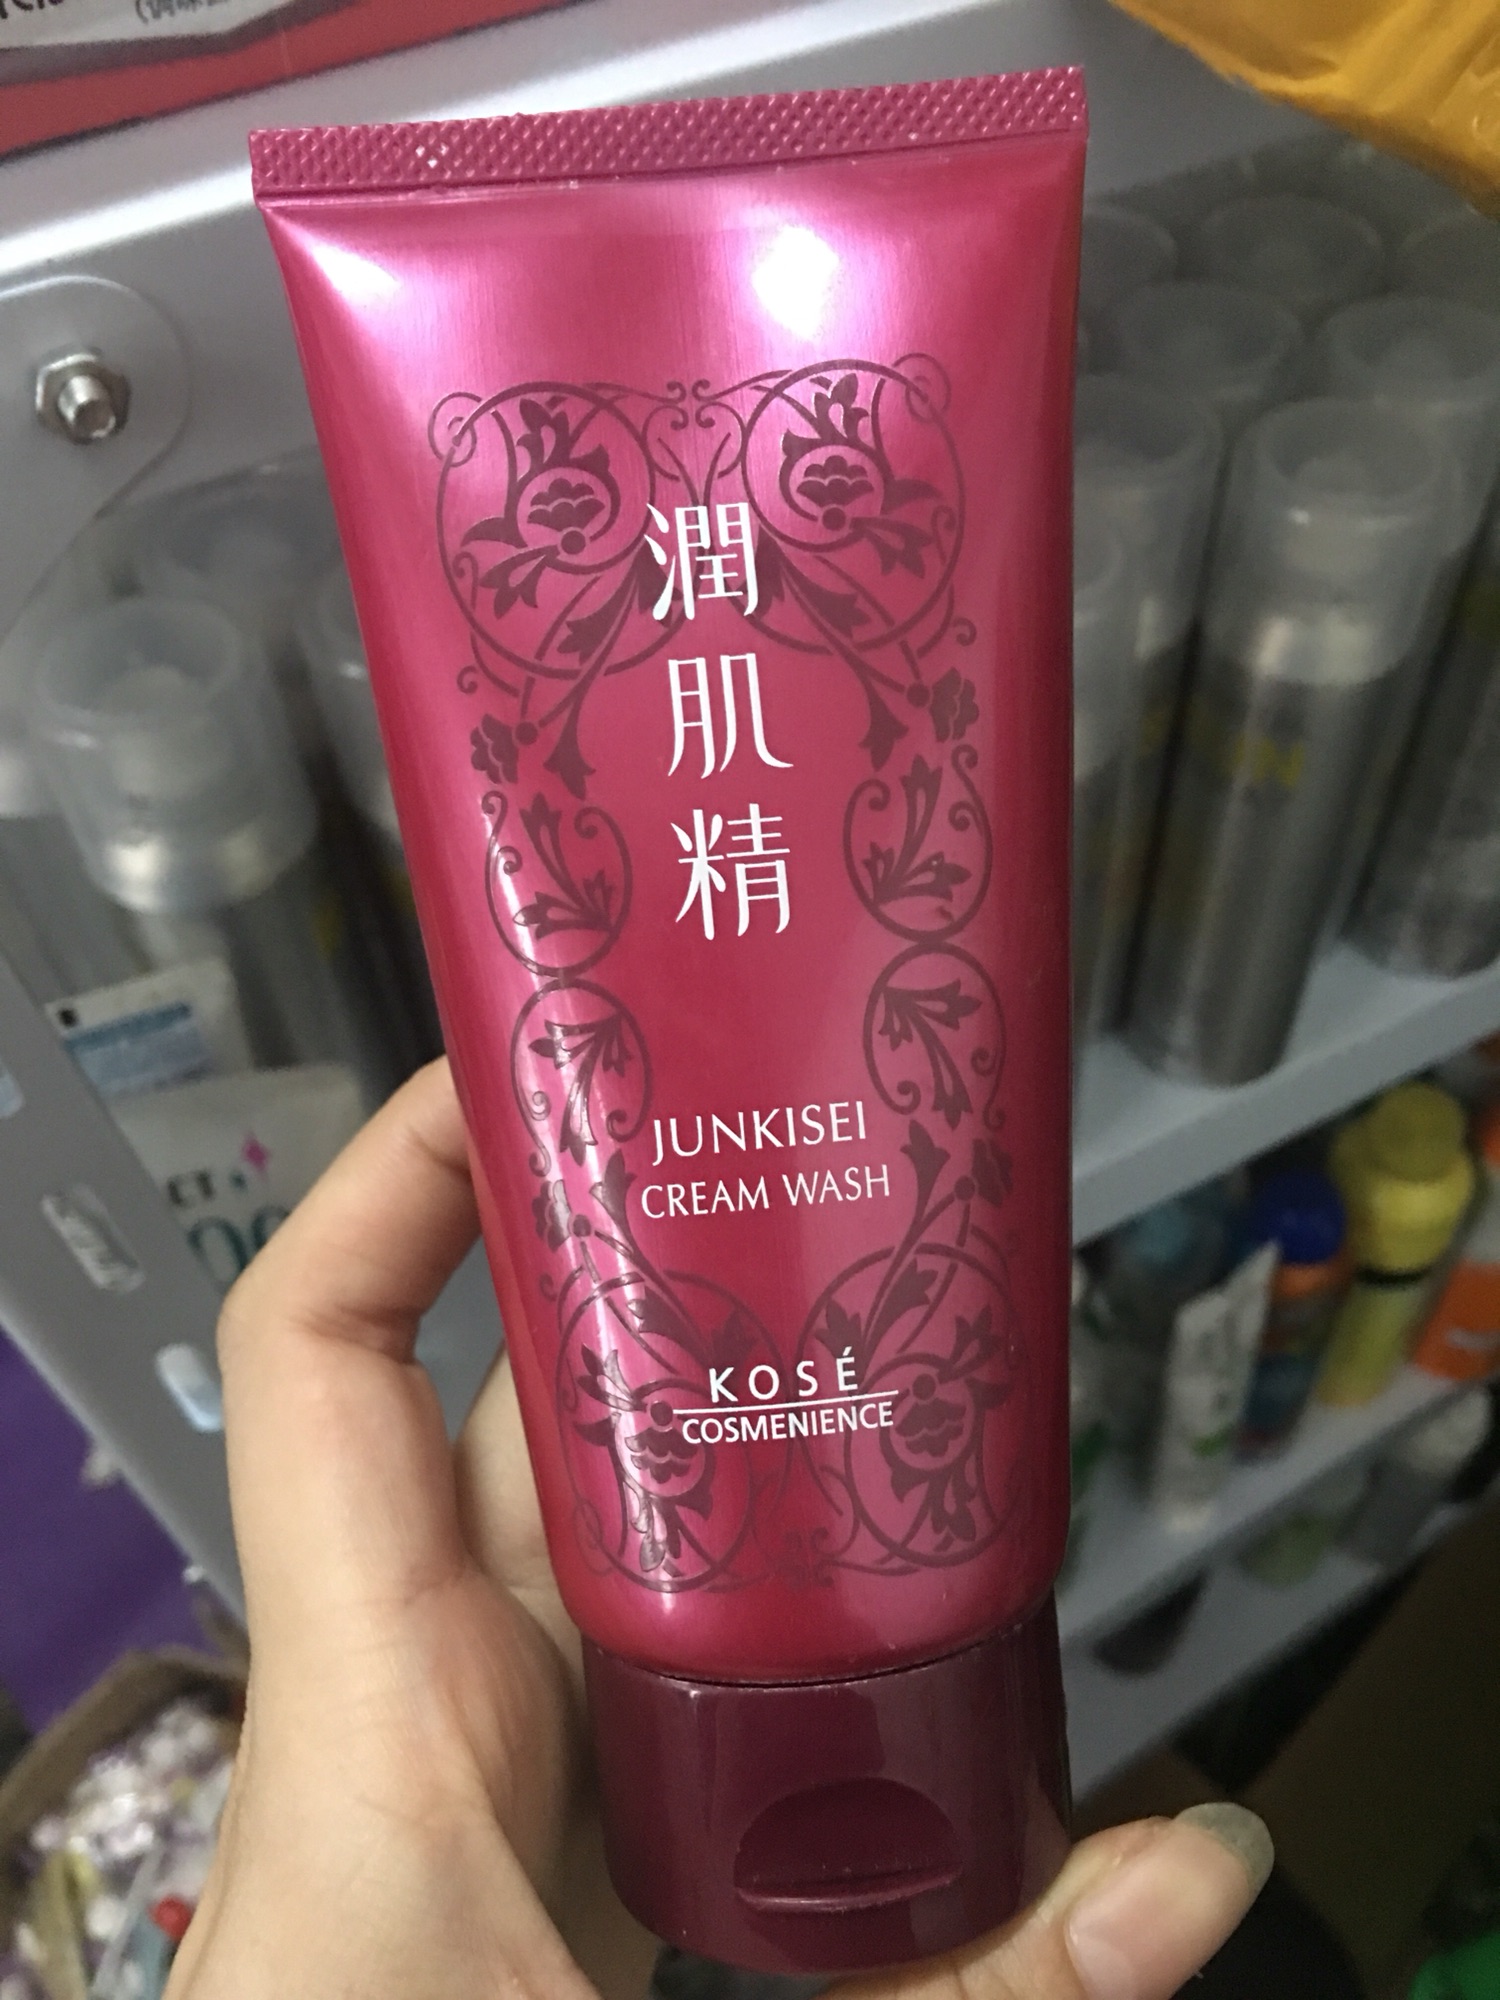 潤
肌
精
JUNKISEI
CREAM WASH
KOSÉ
COSMENIENCE